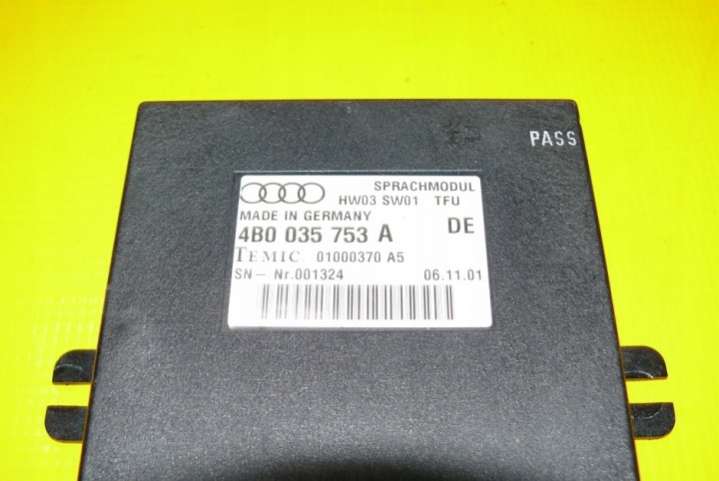 PASS
SPRACHMODUL
HW03 SW01 TFU
MADE IN GERMANY
4B0 035 753 A DE
TEMIC 01000370 A5
SN - Nr.001324 06.11.01